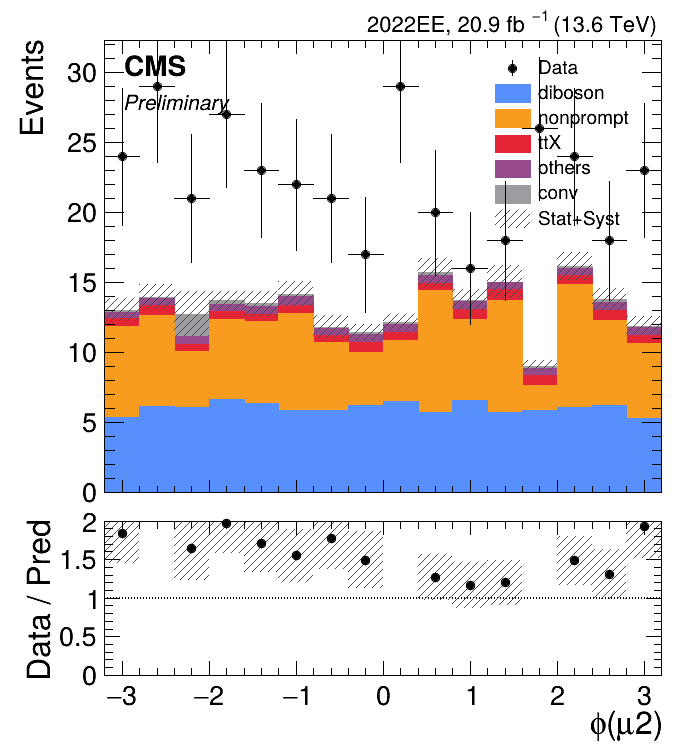 2022EE, 20.9 fb⁻¹ (13.6 TeV)
CMS
Preliminary
Events
30
25
20
15
10
5
0
Data
diboson
nonprompt
ttX
others
conv
Stat+Syst
Data / Pred
2
1.5
1
0.5
0
−3 −2 −1 0 1 2 3
ϕ(μ2)